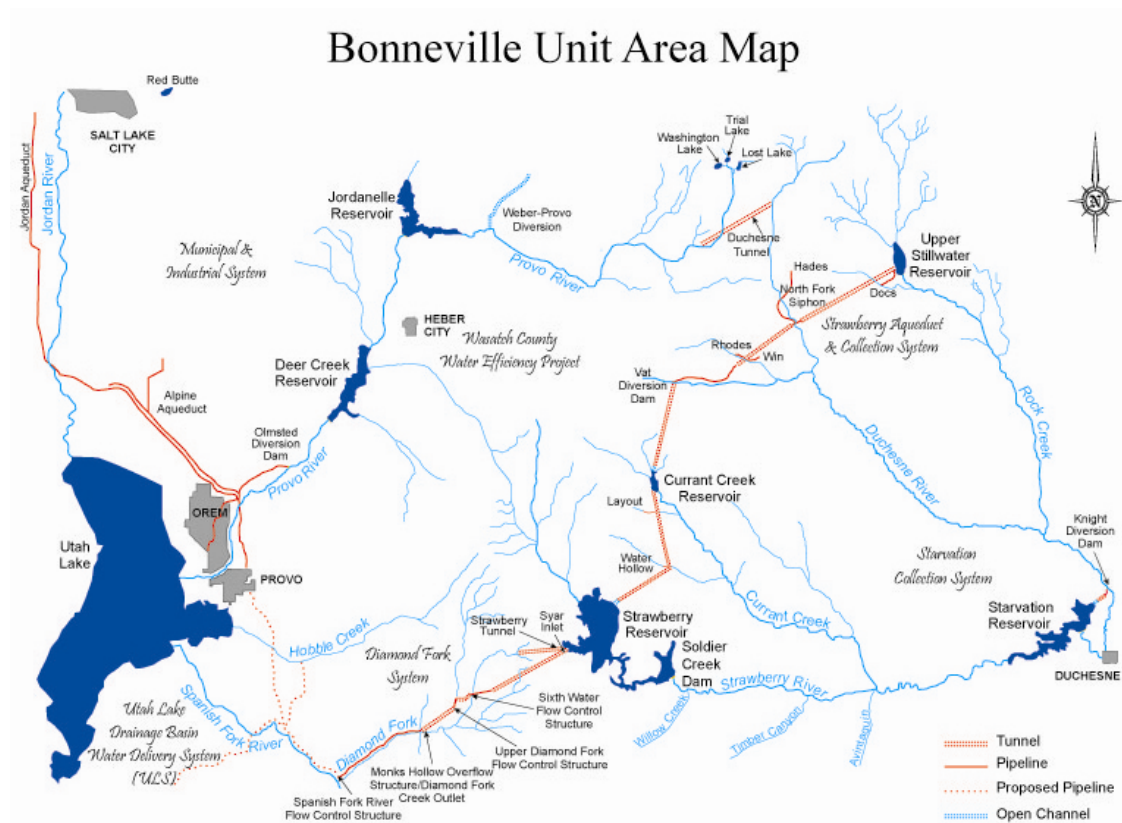 Bonneville Unit Area Map
Red Butte
SALT LAKE
CITY
Jordan Aqueduct
Jordan River
Municipal &
Industrial System
Jordanelle
Reservoir
Weber-Provo
Diversion
Provo River
Washington
Lake
Trial
Lake
Lost Lake
Duchesne
Tunnel
N
Upper
Stillwater
Reservoir
Hades
North Fork
Siphon
Docs
Strawberry Aqueduct
& Collection System
HEBER
CITY
Wasatch County
Water Efficiency Project
Rhodes
Win
Vat
Diversion
Dam
Deer Creek
Reservoir
Alpine
Aqueduct
Olmsted
Diversion
Dam
Provo River
Rock Creek
Duchesne River
Currant Creek
Reservoir
Layout
OREM
Utah
Lake
PROVO
Water
Hollow
Knight
Diversion
Dam
Starvation
Collection System
Starvation
Reservoir
DUCHESNE
Currant Creek
Strawberry
Tunnel
Syar
Inlet
Strawberry
Reservoir
Soldier
Creek
Dam
Strawberry River
Hobble Creek
Diamond Fork
System
Sixth Water
Flow Control
Structure
Willow Creek
Timber Canyon
Avintaquin
Utah Lake
Drainage Basin
Water Delivery System
(ULS)
Spanish Fork River
Diamond Fork
Upper Diamond Fork
Flow Control Structure
Monks Hollow Overflow
Structure/Diamond Fork
Creek Outlet
Spanish Fork River
Flow Control Structure
Tunnel
Pipeline
Proposed Pipeline
Open Channel